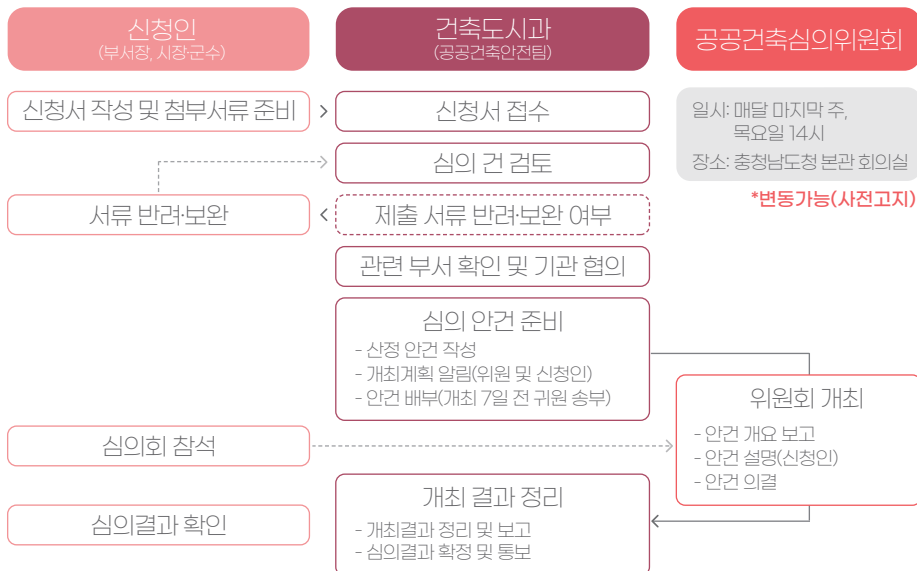 신청인
(부서장, 시장·군수)
건축도시과
(공공건축안전팀)
공공건축심의위원회
신청서 작성 및 첨부서류 준비
신청서 접수
일시: 매달 마지막 주,
목요일 14시
장소: 충청남도청 본관 회의실
*변동가능(사전고지)
심의 건 검토
서류 반려·보완
제출 서류 반려·보완 여부
관련 부서 확인 및 기관 협의
심의 안건 준비
- 산정 안건 작성
- 개최계획 알림(위원 및 신청인)
- 안건 배부(개최 7일 전 귀원 송부)
위원회 개최
- 안건 개요 보고
- 안건 설명(신청인)
- 안건 의결
심의회 참석
개최 결과 정리
- 개최결과 정리 및 보고
- 심의결과 확정 및 통보
심의결과 확인